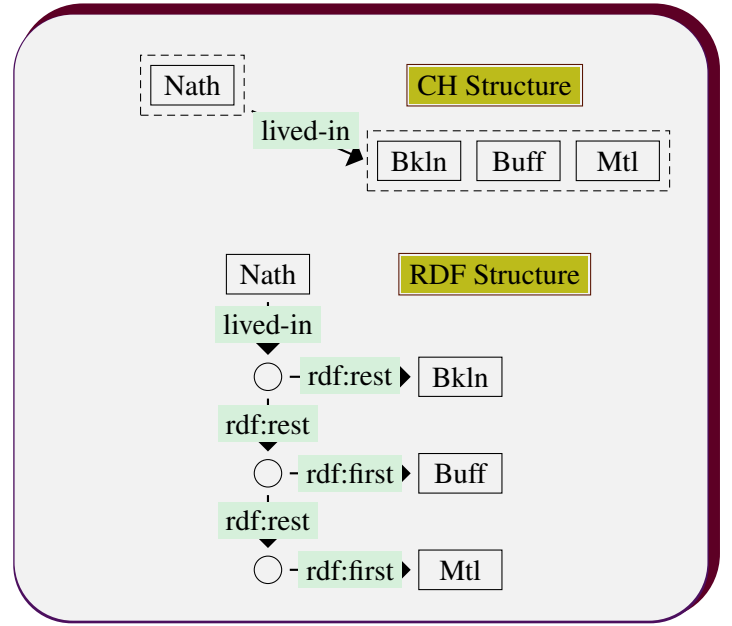 Nath
CH Structure
lived-in
Bkln Buff Mtl
Nath
RDF Structure
lived-in
rdf:rest Bkln
rdf:rest
rdf:first Buff
rdf:rest
rdf:first Mtl